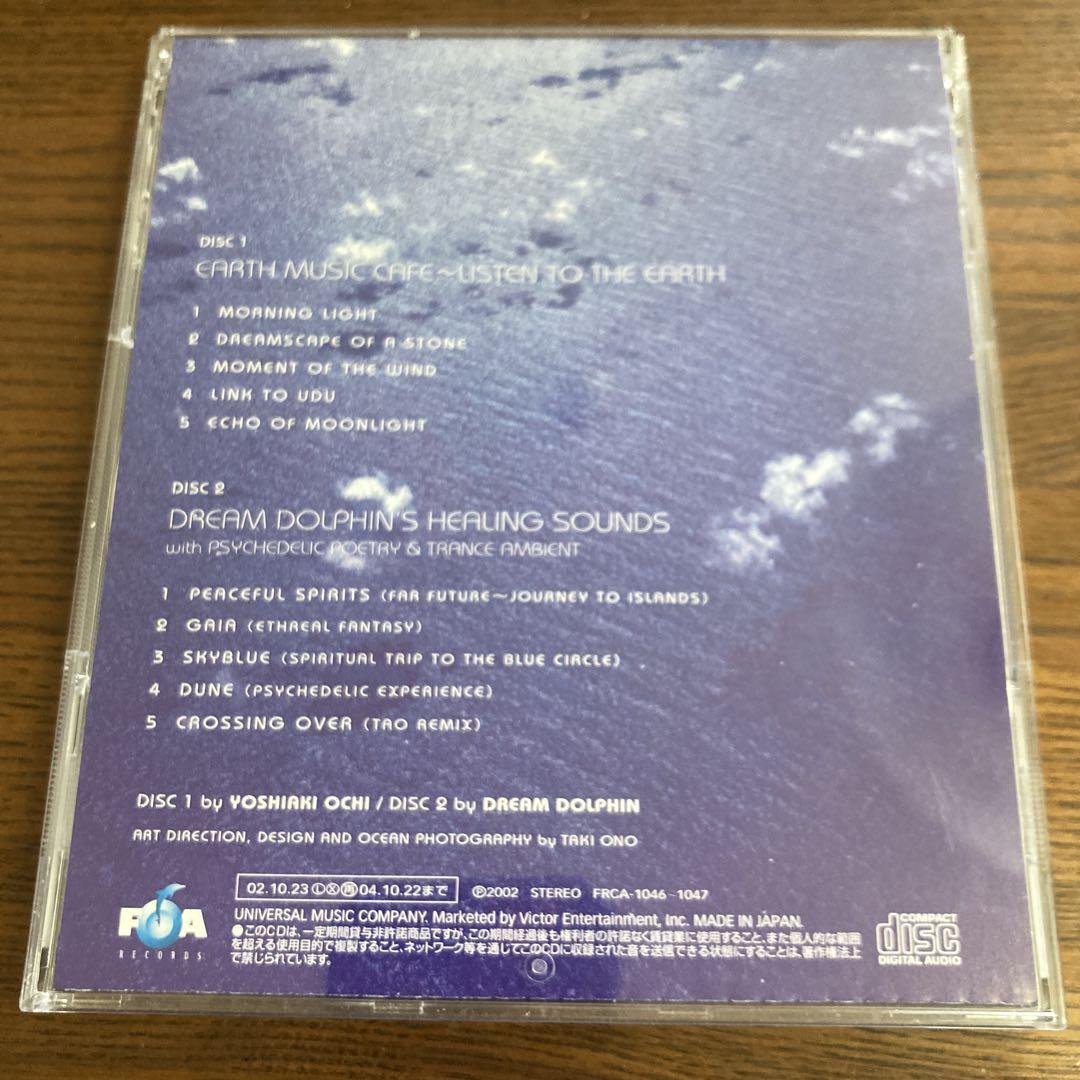 DISC 1
EARTH MUSIC CAFE~LISTEN TO THE EARTH
1 MORNING LIGHT
2 DREAMSCAPE OF A STONE
3 MOMENT OF THE WIND
4 LINK TO UDU
5 ECHO OF MOONLIGHT
DISC 2
DREAM DOLPHIN'S HEALING SOUNDS
with PSYCHEDELIC POETRY & TRANCE AMBIENT
1 PEACEFUL SPIRITS (FAR FUTURE~JOURNEY TO ISLANDS)
2 GAIA (ETHREAL FANTASY)
3 SKYBLUE (SPIRITUAL TRIP TO THE BLUE CIRCLE)
4 DUNE (PSYCHEDELIC EXPERIENCE)
5 CROSSING OVER (TAO REMIX)
DISC 1 by YOSHIAKI OCHI / DISC 2 by DREAM DOLPHIN
ART DIRECTION, DESIGN AND OCEAN PHOTOGRAPHY by TAKI ONO
FOA
RECORDS
02.10.23ⓁⓍ㊢04.10.22まで ℗2002 STEREO FRCA-1046~1047
UNIVERSAL MUSIC COMPANY. Marketed by Victor Entertainment, Inc. MADE IN JAPAN.
●このCDは、一定期間貸与非許諾商品ですが、この期間経過後も権利者の許諾なく賃貸業に使用すること、また個人的な範囲
を超える使用目的で複製すること、ネットワーク等を通じてこのCDに収録された音を送信できる状態にすることは、著作権法上
で禁じられています。
COMPACT
disc
DIGITAL AUDIO